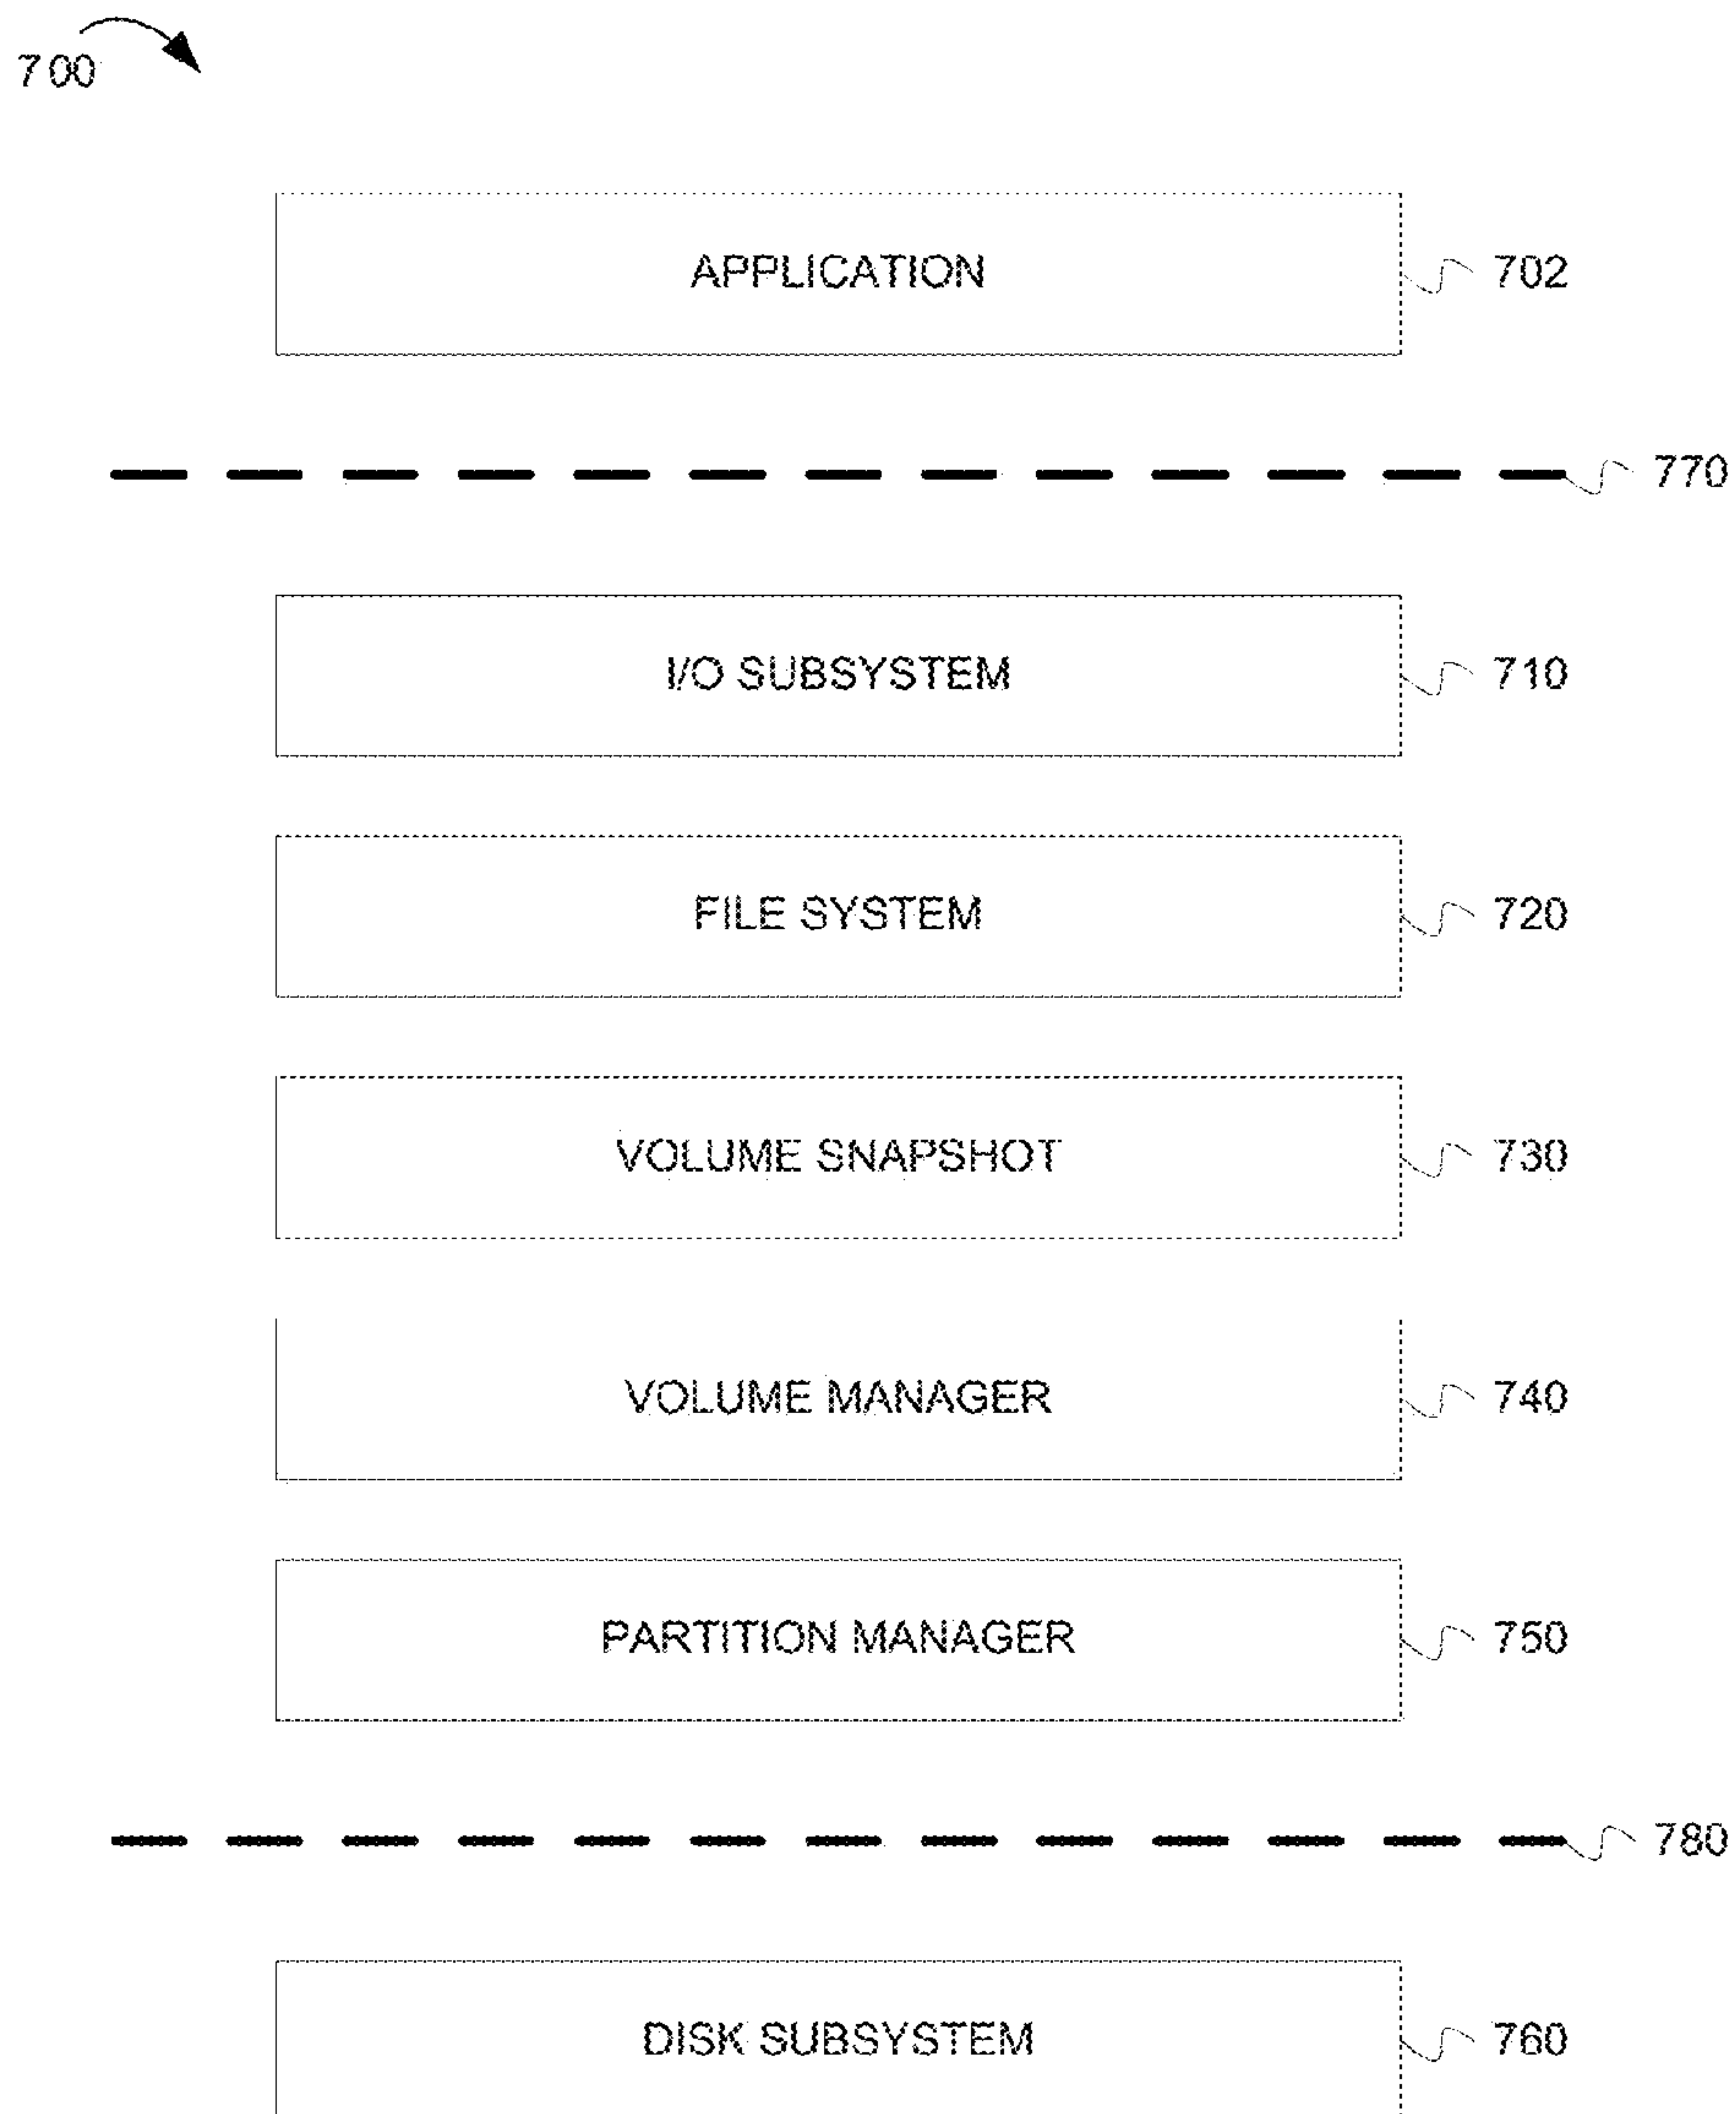 700
APPLICATION 702
770
I/O SUBSYSTEM 710
FILE SYSTEM 720
VOLUME SNAPSHOT 730
VOLUME MANAGER 740
PARTITION MANAGER 750
780
DISK SUBSYSTEM 760